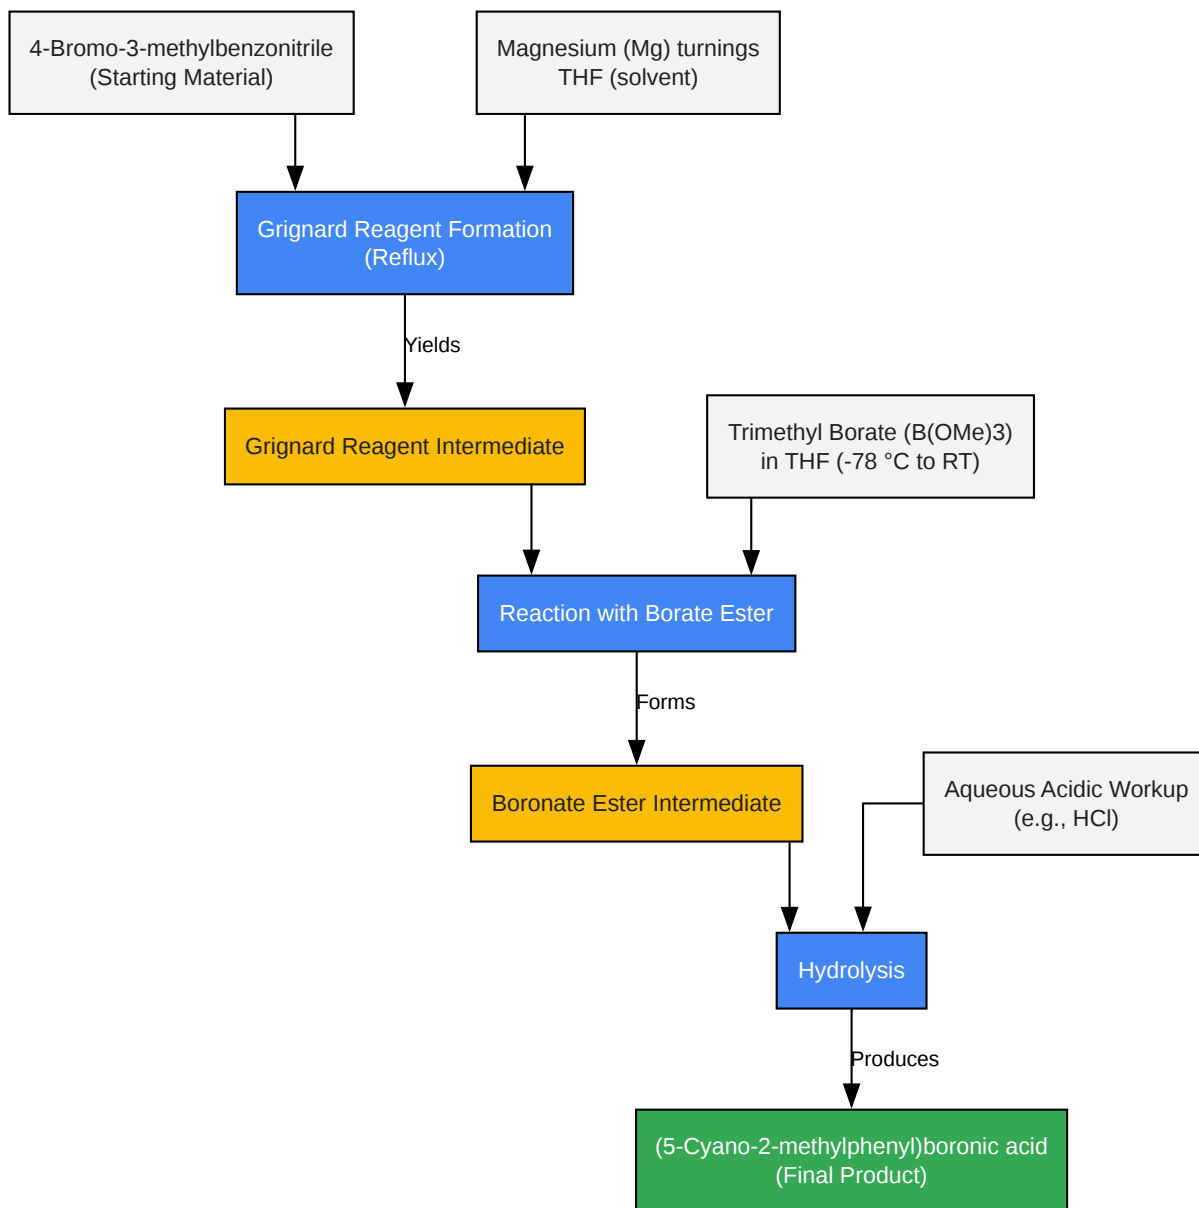 4-Bromo-3-methylbenzonitrile
(Starting Material)
Magnesium (Mg) turnings
THF (solvent)
Grignard Reagent Formation
(Reflux)
Yields
Grignard Reagent Intermediate
Trimethyl Borate (B(OMe)3)
in THF (-78 °C to RT)
Reaction with Borate Ester
Forms
Boronate Ester Intermediate
Aqueous Acidic Workup
(e.g., HCl)
Hydrolysis
Produces
(5-Cyano-2-methylphenyl)boronic acid
(Final Product)